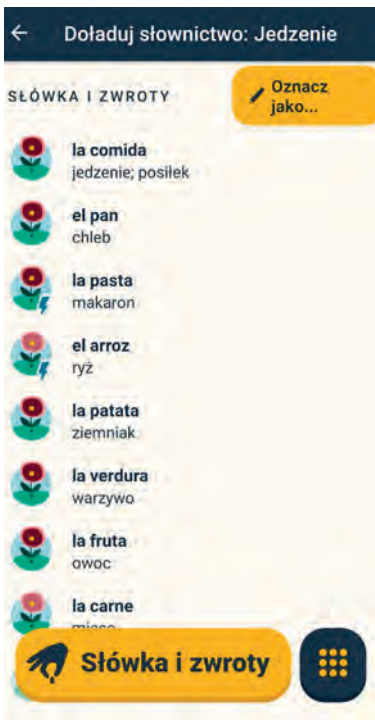 Doładuj słownictwo: Jedzenie
SŁÓWKA I ZWROTY
Oznacz
jako...
la comida
jedzenie; posiłek
el pan
chleb
la pasta
makaron
el arroz
ryż
la patata
ziemniak
la verdura
warzywo
la fruta
owoc
la carne
Słówka i zwroty